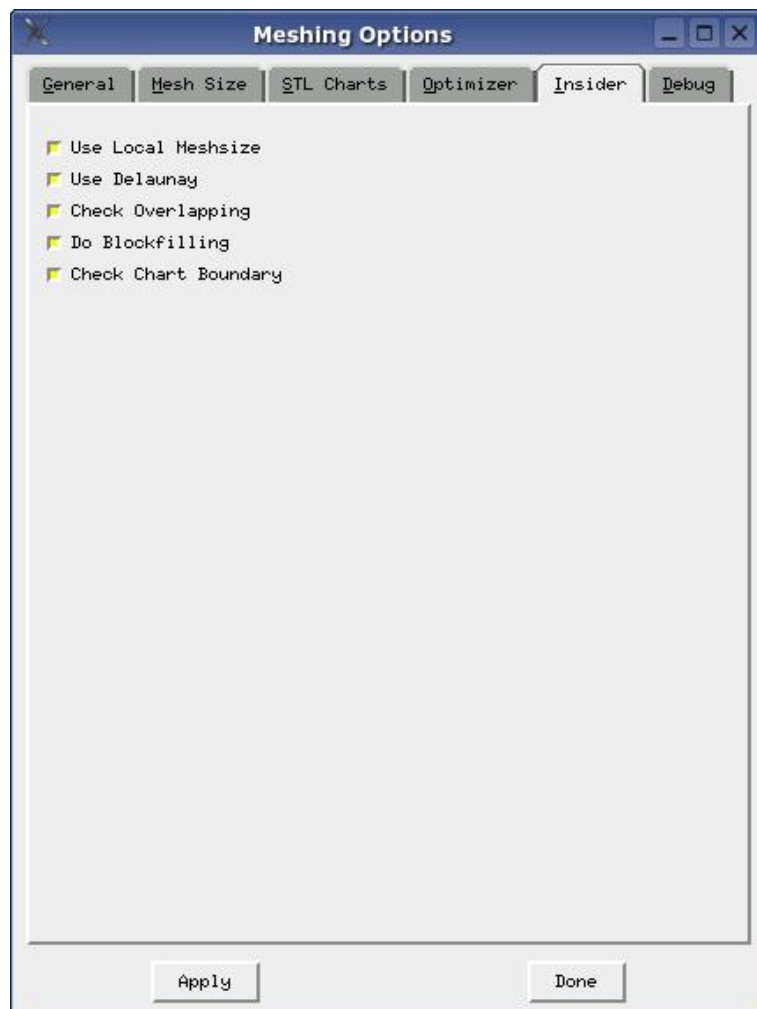 Meshing Options
General Mesh Size STL Charts Optimizer Insider Debug
Use Local Meshsize
Use Delaunay
Check Overlapping
Do Blockfilling
Check Chart Boundary
Apply Done